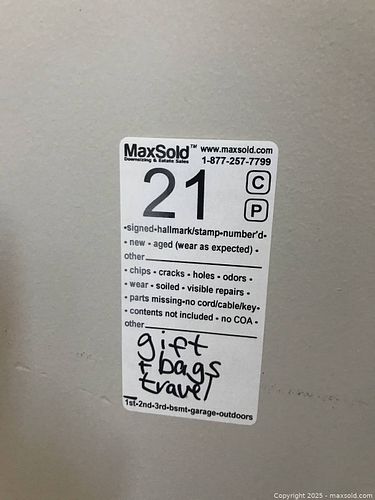 MaxSold™ www.maxsold.com
Downsizing & Estate Sales 1-877-257-7799
21 C
P
•signed•hallmark/stamp•number'd•
• new • aged (wear as expected) •
other
• chips • cracks • holes • odors •
• wear • soiled • visible repairs •
• parts missing•no cord/cable/key•
• contents not included • no COA •
other
gift
+ bags
travel
1st•2nd•3rd•bsmt•garage•outdoors
Copyright 2025 - maxsold.com